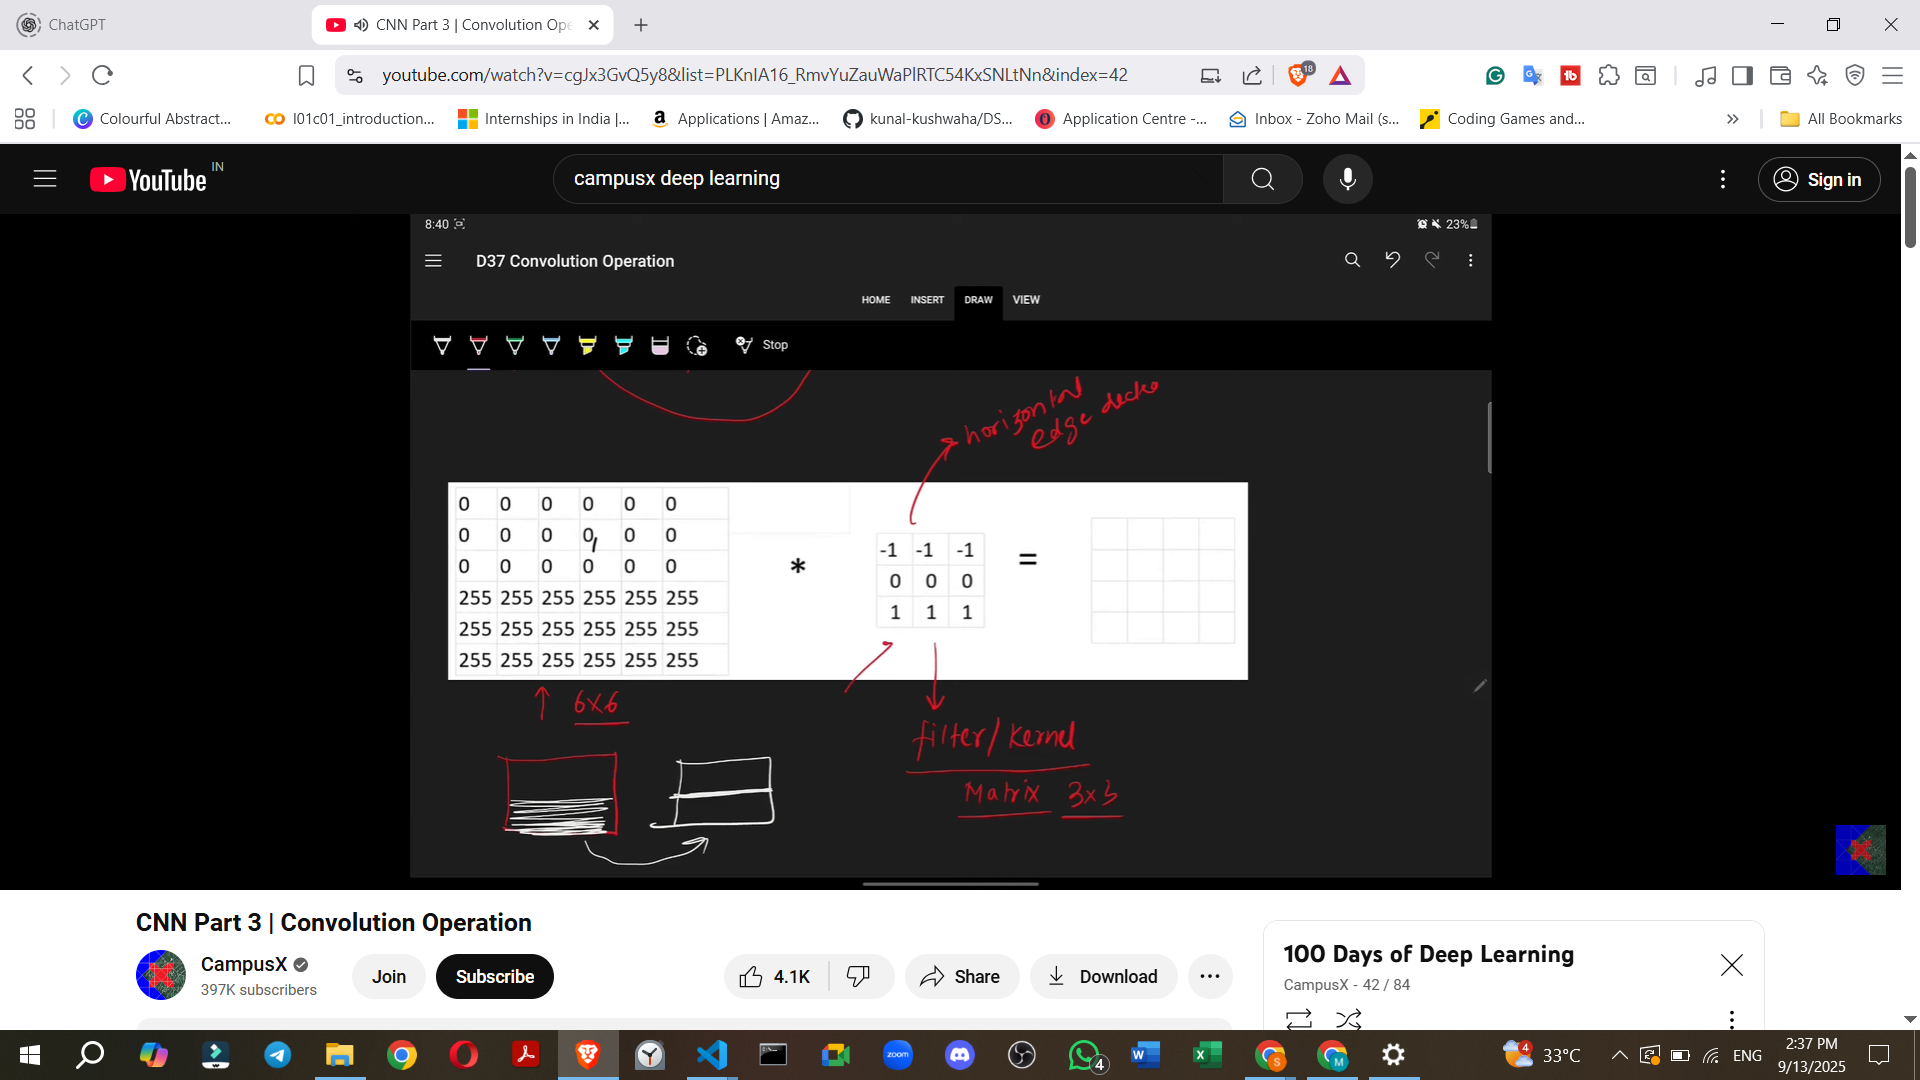 ChatGPT
CNN Part 3 | Convolution Ope
youtube.com/watch?v=cgJx3GvQ5y8&list=PLKnIA16_RmvYuZauWaPlRTC54KxSNLtNn&index=42
18
Colourful Abstract...
l01c01_introduction...
Internships in India |...
Applications | Amaz...
kunal-kushwaha/DS...
Application Centre -...
Inbox - Zoho Mail (s...
Coding Games and...
All Bookmarks
YouTube IN
campusx deep learning
Sign in
8:40
23%
D37 Convolution Operation
HOME INSERT DRAW VIEW
Stop
horizontal
edge
0 0 0 0 0 0
0 0 0 0 0 0
0 0 0 0 0 0
255 255 255 255 255 255
255 255 255 255 255 255
255 255 255 255 255 255
*
-1 -1 -1
0 0 0
1 1 1
=
6x6
filter/kernel
Matrix 3x3
CNN Part 3 | Convolution Operation
CampusX
397K subscribers
Join
Subscribe
4.1K
Share
Download
100 Days of Deep Learning
CampusX - 42 / 84
zoom
4
4
33°C
ENG
2:37 PM
9/13/2025